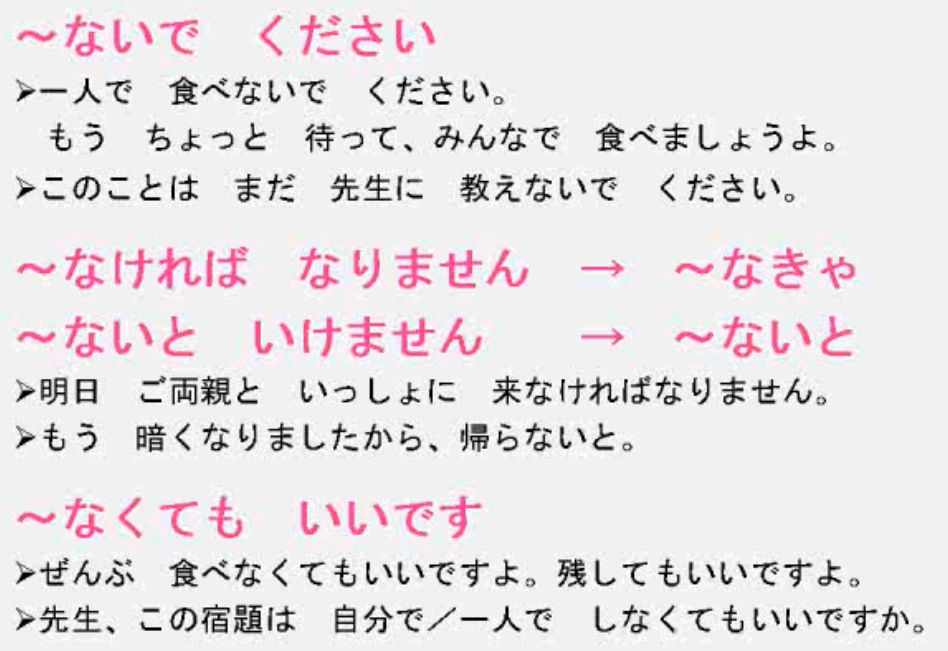 ～ないで　ください
➢一人で　食べないで　ください。
もう　ちょっと　待って、みんなで　食べましょうよ。
➢このことは　まだ　先生に　教えないで　ください。
～なければ　なりません　→　～なきゃ
～ないと　いけません　　→　～ないと
➢明日　ご両親と　いっしょに　来なければなりません。
➢もう　暗くなりましたから、帰らないと。
～なくても　いいです
➢ぜんぶ　食べなくてもいいですよ。残してもいいですよ。
➢先生、この宿題は　自分で／一人で　しなくてもいいですか。